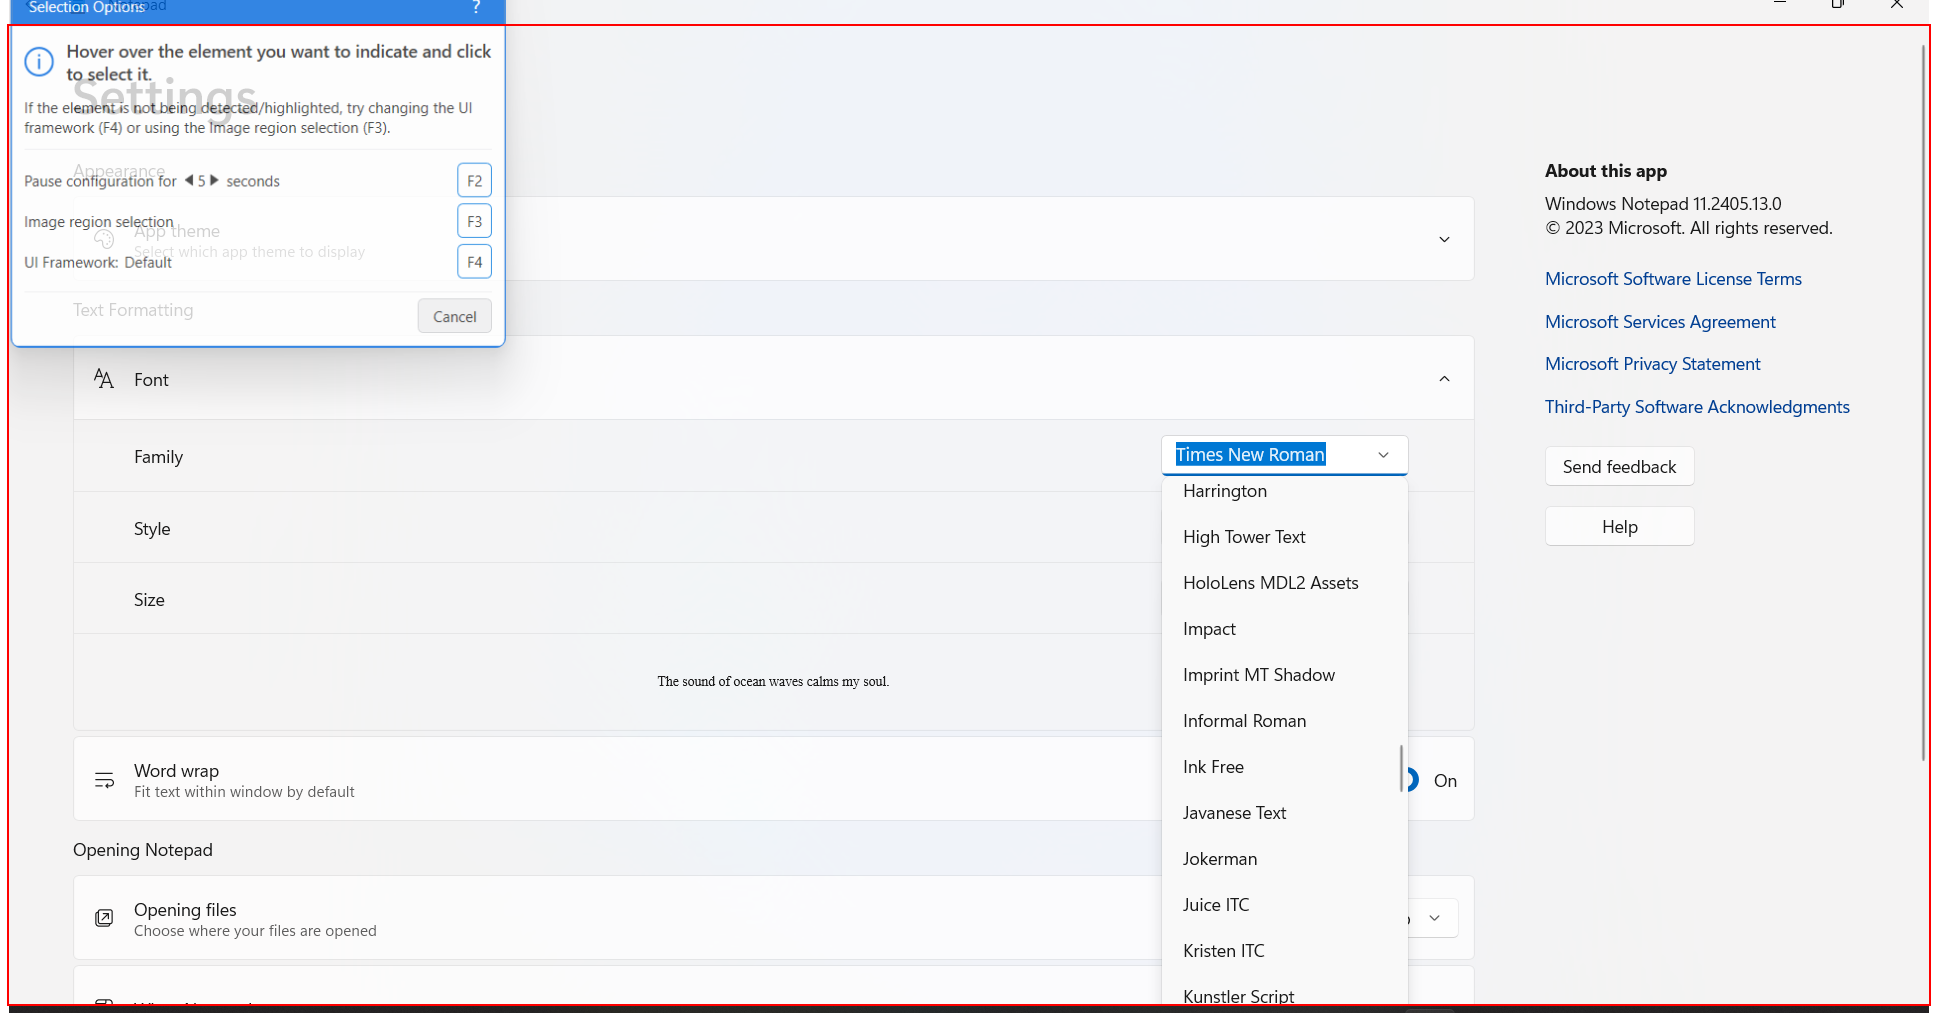 Selection Options
Notepad
?
Hover over the element you want to indicate and click
to select it.
Settings
If the element is not being detected/highlighted, try changing the UI
framework (F4) or using the Image region selection (F3).
Appearance
Pause configuration for 5 seconds
F2
Image region selection
F3
App theme
Select which app theme to display
UI Framework: Default
F4
Text Formatting
Cancel
Font
Family
Times New Roman
Harrington
High Tower Text
HoloLens MDL2 Assets
Impact
Imprint MT Shadow
Informal Roman
Ink Free
Javanese Text
Jokerman
Juice ITC
Kristen ITC
Kunstler Script
Style
Size
The sound of ocean waves calms my soul.
Word wrap
Fit text within window by default
On
Opening Notepad
Opening files
Choose where your files are opened
About this app
Windows Notepad 11.2405.13.0
© 2023 Microsoft. All rights reserved.
Microsoft Software License Terms
Microsoft Services Agreement
Microsoft Privacy Statement
Third-Party Software Acknowledgments
Send feedback
Help